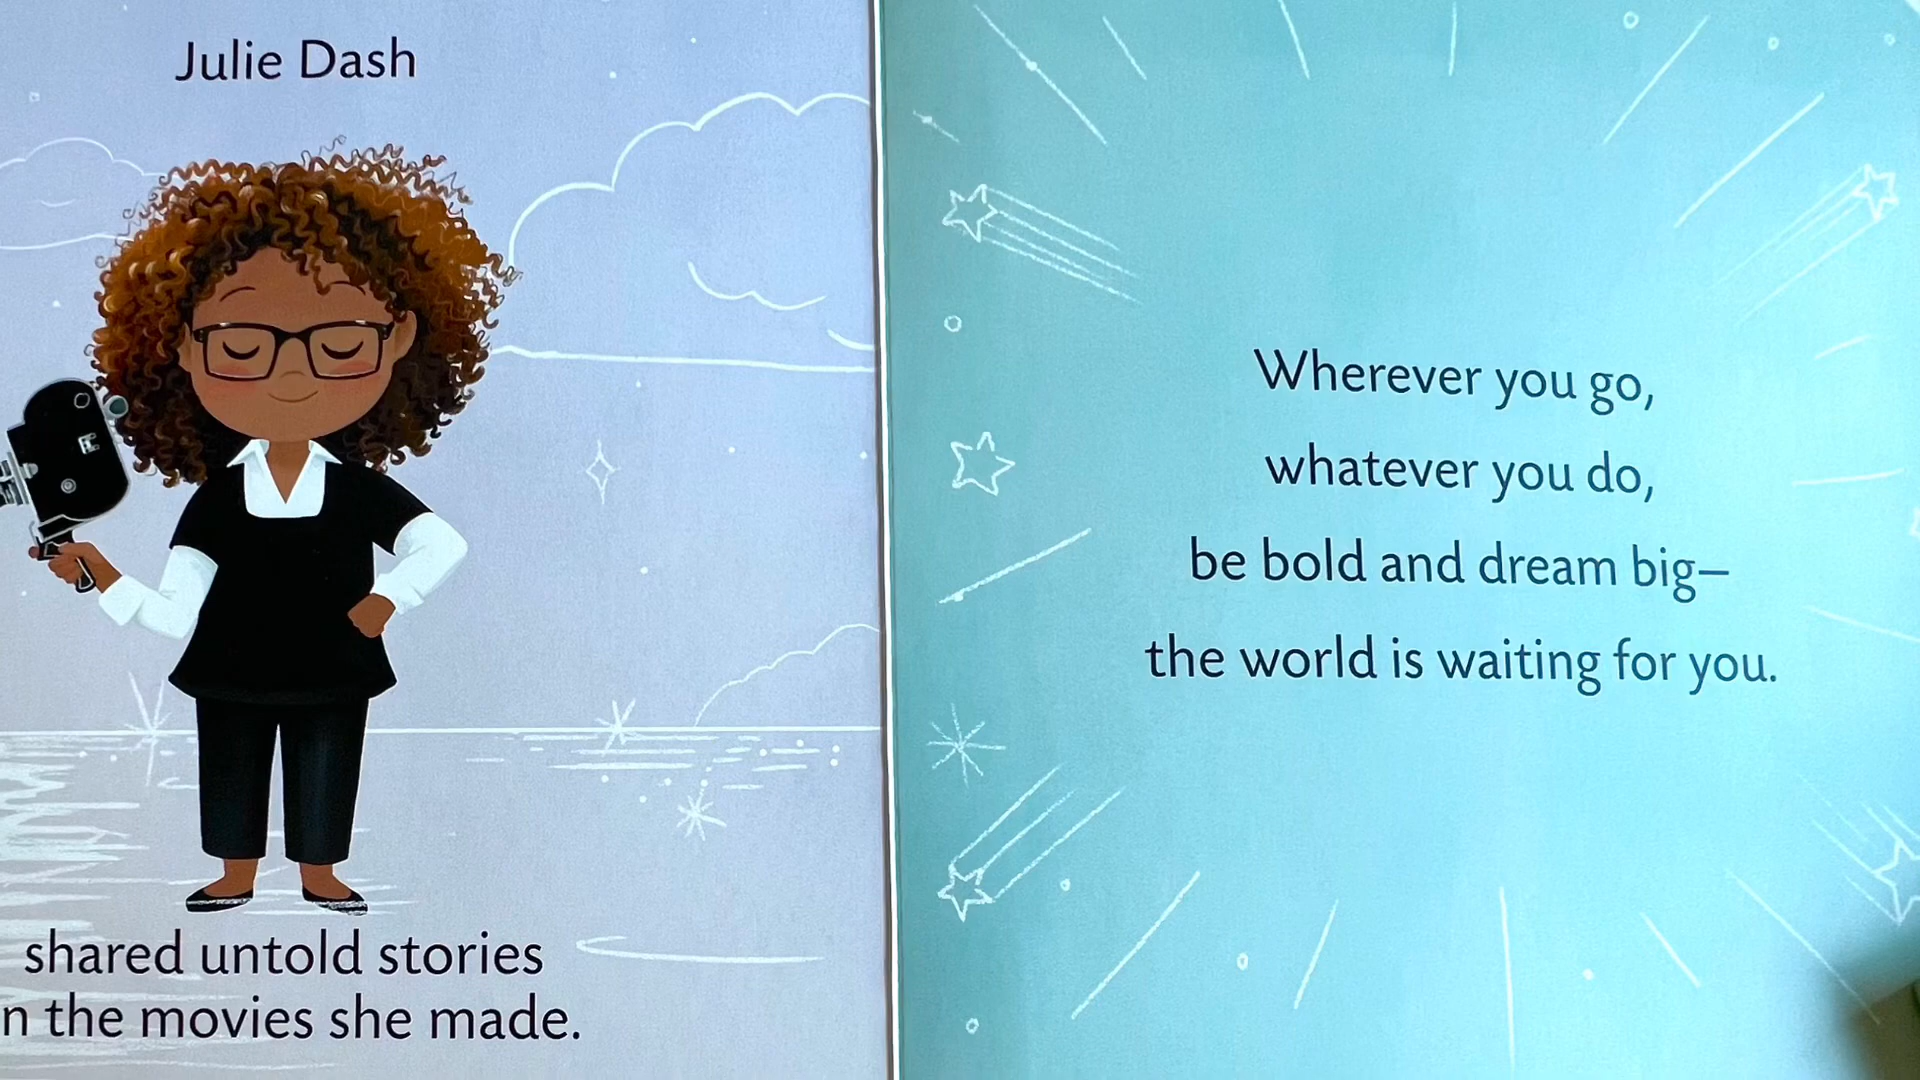 Julie Dash
shared untold stories
n the movies she made.
Wherever you go,
whatever you do,
be bold and dream big—
the world is waiting for you.